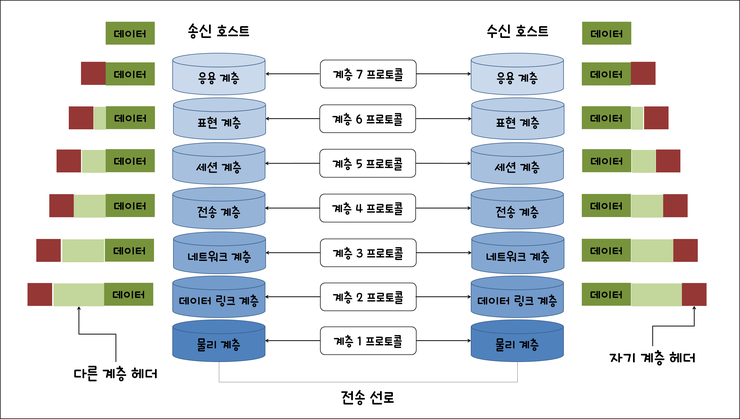 데이터 송신 호스트 수신 호스트 데이터
데이터 응용 계층 계층 7 프로토콜 응용 계층 데이터
데이터 표현 계층 계층 6 프로토콜 표현 계층 데이터
데이터 세션 계층 계층 5 프로토콜 세션 계층 데이터
데이터 전송 계층 계층 4 프로토콜 전송 계층 데이터
데이터 네트워크 계층 계층 3 프로토콜 네트워크 계층 데이터
데이터 데이터 링크 계층 계층 2 프로토콜 데이터 링크 계층 데이터
물리 계층 계층 1 프로토콜 물리 계층
다른 계층 헤더 자기 계층 헤더
전송 선로